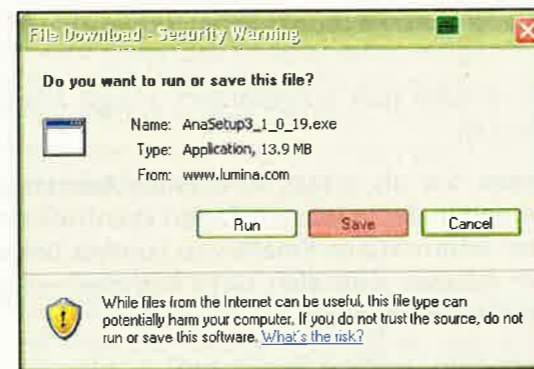 File Download - Security Warning
Do you want to run or save this file?
Name: AnaSetup3_1_0_19.exe
Type: Application, 13.9 MB
From: www.lumina.com
Run Save Cancel
While files from the Internet can be useful, this file type can
potentially harm your computer. If you do not trust the source, do not
run or save this software. What's the risk?